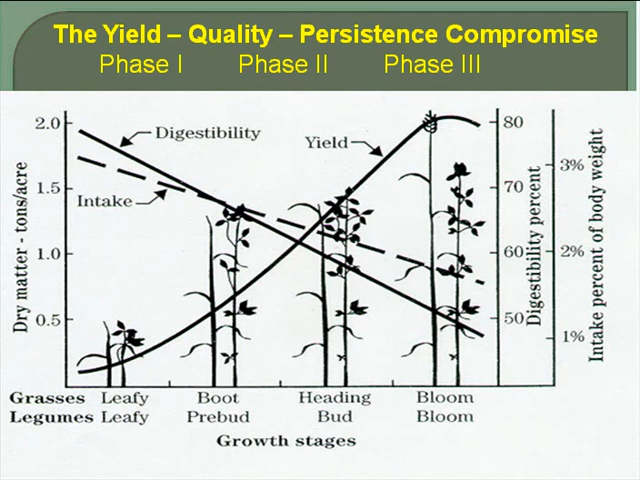 The Yield – Quality – Persistence Compromise
Phase I Phase II Phase III
Digestibility
Yield
Intake
Dry matter - tons/acre
2.0
1.5
1.0
0.5
80
70
60
50
Digestibility percent
3%
2%
1%
Intake percent of body weight
Grasses Leafy Boot Heading Bloom
Legumes Leafy Prebud Bud Bloom
Growth stages